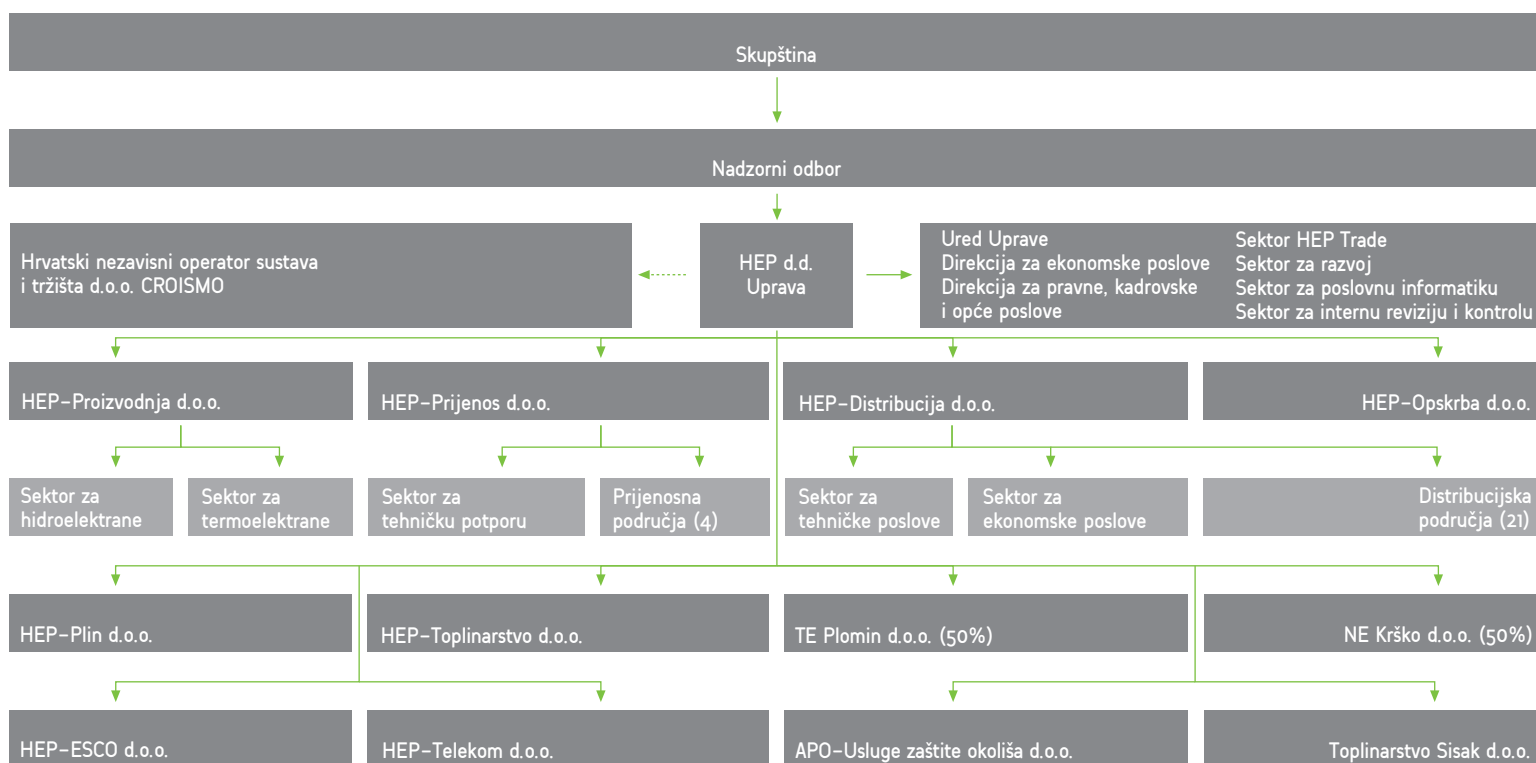 Skupština
Nadzorni odbor
Hrvatski nezavisni operator sustava
i tržišta d.o.o. CROISMO
HEP d.d.
Uprava
Ured Uprave
Direkcija za ekonomske poslove
Direkcija za pravne, kadrovske
i opće poslove
Sektor HEP Trade
Sektor za razvoj
Sektor za poslovnu informatiku
Sektor za internu reviziju i kontrolu
HEP-Proizvodnja d.o.o.
HEP-Prijenos d.o.o.
HEP-Distribucija d.o.o.
HEP-Opskrba d.o.o.
Sektor za
hidroelektrane
Sektor za
termoelektrane
Sektor za
tehničku potporu
Prijenosna
područja (4)
Sektor za
tehničke poslove
Sektor za
ekonomske poslove
Distribucijska
područja (21)
HEP-Plin d.o.o.
HEP-Toplinarstvo d.o.o.
TE Plomin d.o.o. (50%)
NE Krško d.o.o. (50%)
HEP-ESCO d.o.o.
HEP-Telekom d.o.o.
APO-Usluge zaštite okoliša d.o.o.
Toplinarstvo Sisak d.o.o.